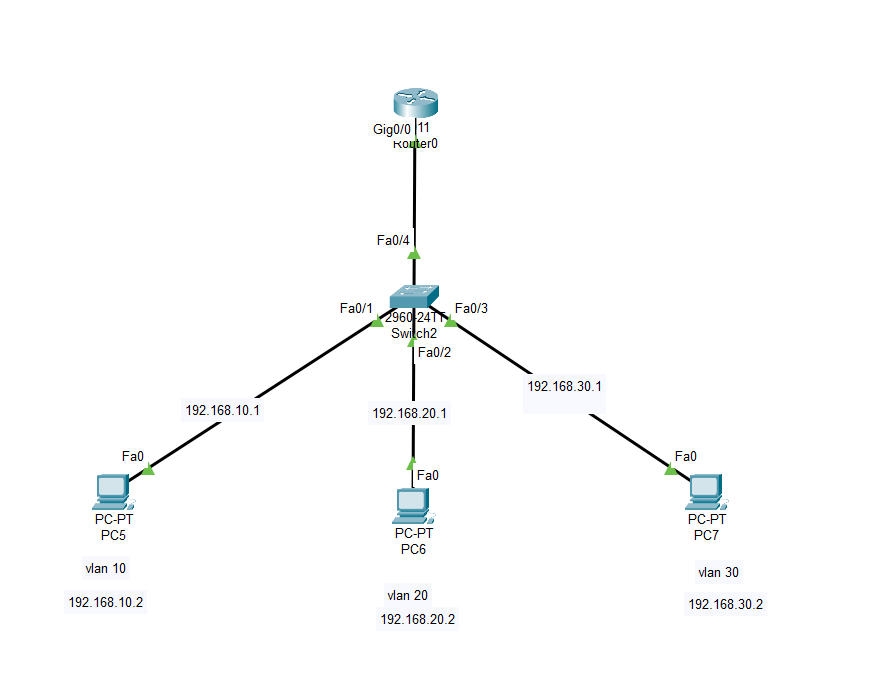 Gig0/0 11
Router0
Fa0/4
Fa0/1
Fa0/3
2960-24TT
Switch2
Fa0/2
192.168.10.1
192.168.20.1
192.168.30.1
Fa0
Fa0
Fa0
PC-PT
PC5
PC-PT
PC6
PC-PT
PC7
vlan 10
192.168.10.2
vlan 20
192.168.20.2
vlan 30
192.168.30.2